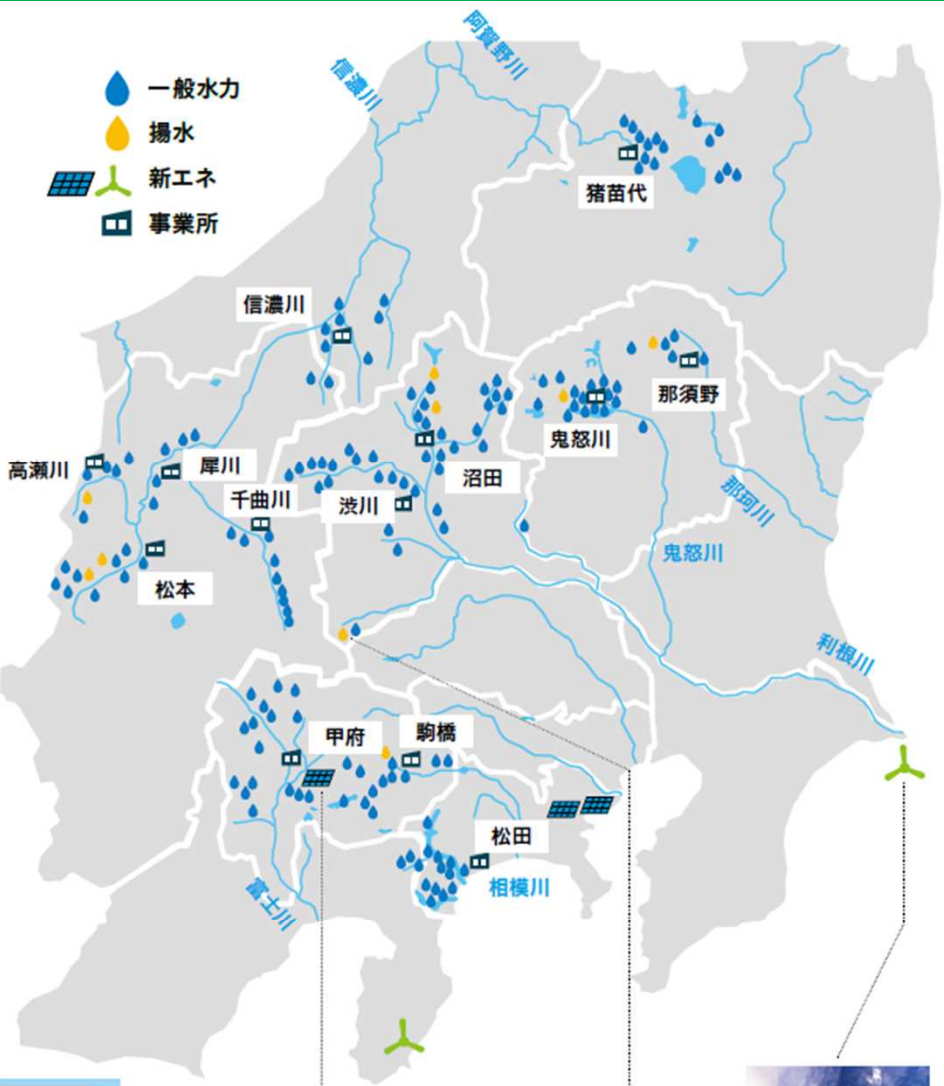 阿賀野川
信濃川
一般水力
揚水
新エネ
事業所
猪苗代
信濃川
那須野
鬼怒川
高瀬川
犀川
沼田
千曲川
渋川
那珂川
鬼怒川
松本
利根川
甲府
駒橋
松田
相模川
富士川